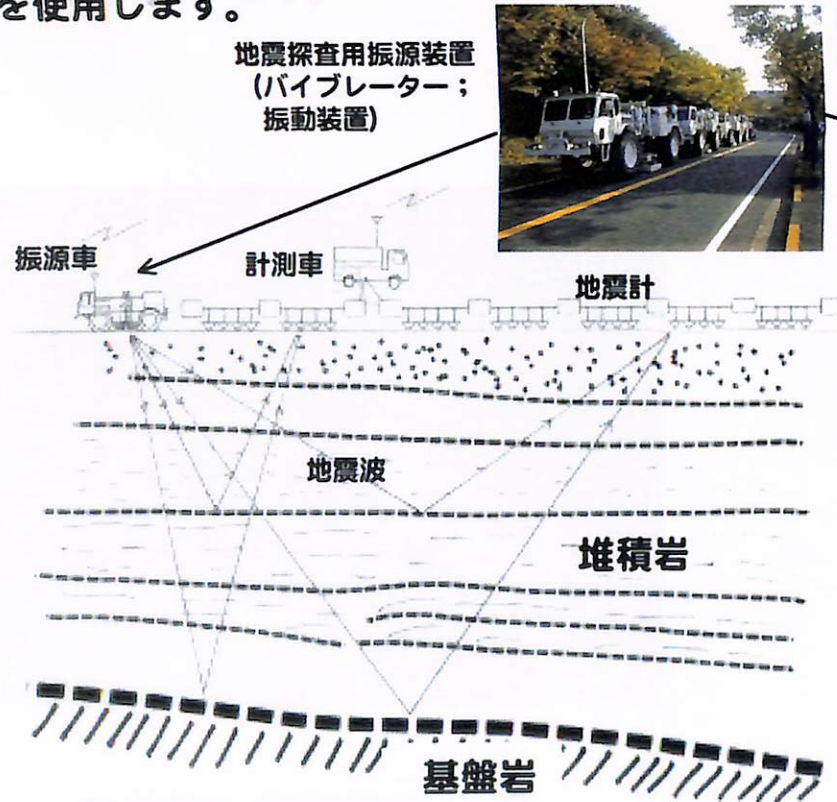 を使用します。
地震探査用振源装置
(バイブレーター；
振動装置)
振源車
計測車
地震計
地震波
堆積岩
基盤岩